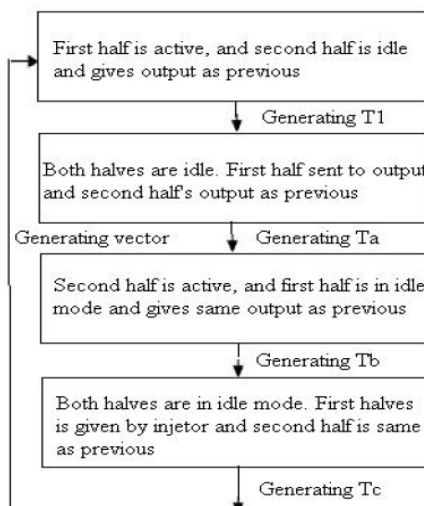 First half is active, and second half is idle
and gives output as previous
Generating T1
Both halves are idle. First half sent to output
and second half's output as previous
Generating vector
Generating Ta
Second half is active, and first half is in idle
mode and gives same output as previous
Generating Tb
Both halves are in idle mode. First halves
is given by injetor and second half is same
as previous
Generating Tc